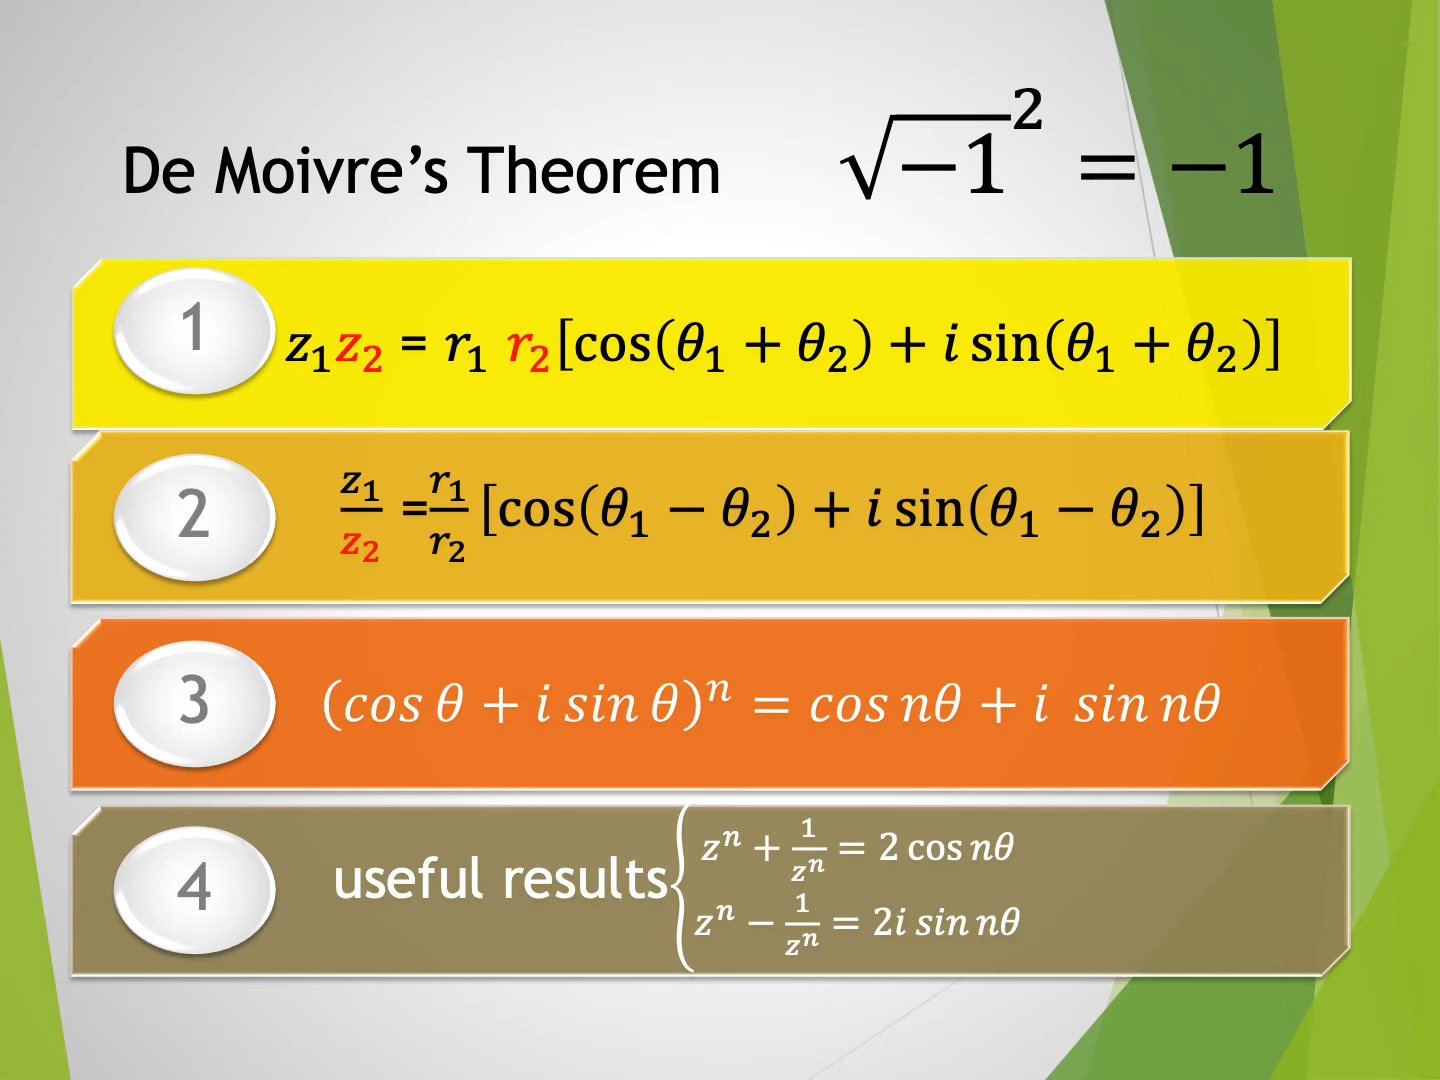 De Moivre’s Theorem √−1² = −1
1 z₁z₂ = r₁ r₂[cos(θ₁ + θ₂) + i sin(θ₁ + θ₂)]
2 z₁/z₂ = r₁/r₂ [cos(θ₁ − θ₂) + i sin(θ₁ − θ₂)]
3 (cos θ + i sin θ)ⁿ = cos nθ + i sin nθ
4 useful results { zⁿ + 1/zⁿ = 2 cos nθ
zⁿ − 1/zⁿ = 2i sin nθ